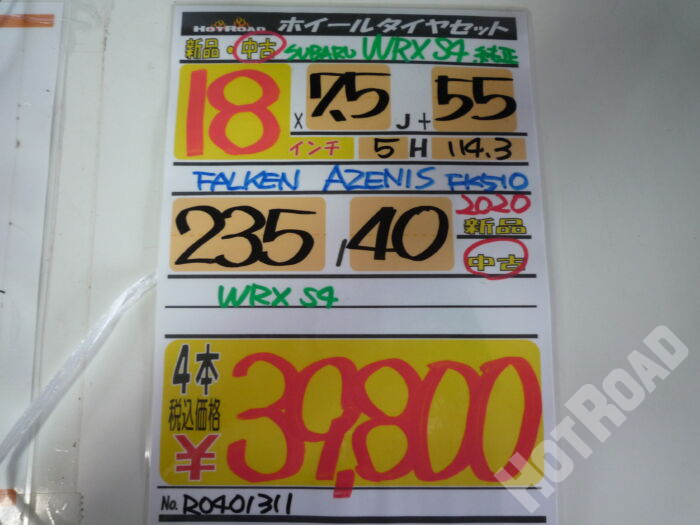 HOTROAD ホイールタイヤセット
新品・中古 SUBARU WRX S4 純正
18 × 7.5 J + 55
インチ 5 H 114.3
FALKEN AZENIS FK510
2020
235 / 40 新品
中古
WRX S4
4本
税込価格
¥ 39,800
No. R0401311
HOTROAD